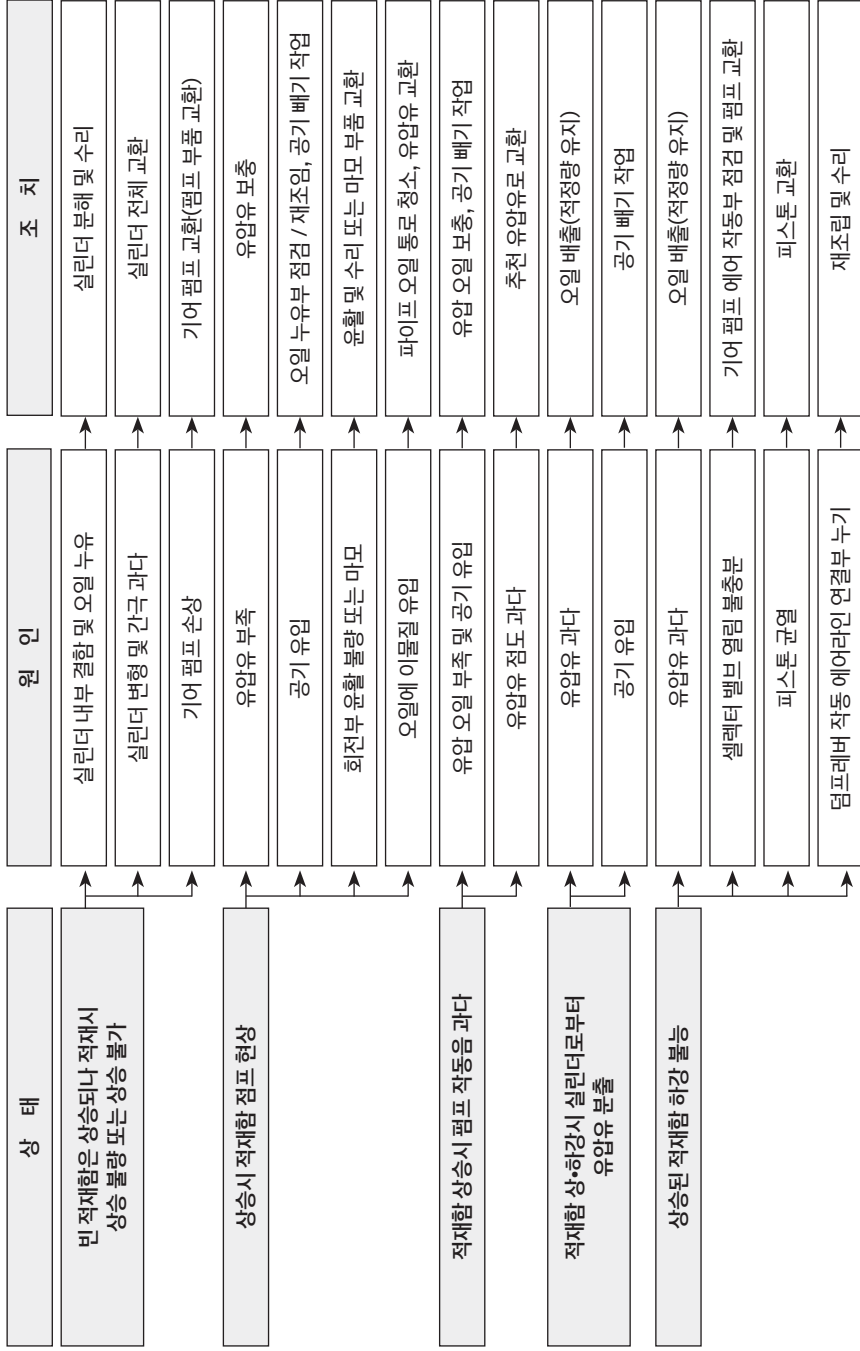 상 태
원 인
조 치
빈 적재함은 상승되나 적재시
상승 불량 또는 상승 불가
실린더 내부 결함 및 오일 누유
실린더 분해 및 수리
실린더 변형 및 간극 과다
실린더 전체 교환
기어 펌프 손상
기어 펌프 교환(펌프 부품 교환)
상승시 적재함 점프 현상
유압유 부족
유압유 보충
공기 유입
오일 누유부 점검 / 재조임, 공기 빼기 작업
회전부 윤활 불량 또는 마모
윤활 및 수리 또는 마모 부품 교환
오일에 이물질 유입
파이프 오일 통로 청소, 유압유 교환
적재함 상승시 펌프 작동음 과다
유압 오일 부족 및 공기 유입
유압 오일 보충, 공기 빼기 작업
유압유 점도 과다
추천 유압유로 교환
적재함 상•하강시 실린더로부터
유압유 분출
유압유 과다
오일 배출(적정량 유지)
공기 유입
공기 빼기 작업
상승된 적재함 하강 불능
유압유 과다
오일 배출(적정량 유지)
셀렉터 밸브 열림 불충분
기어 펌프 에어 작동부 점검 및 펌프 교환
피스톤 균열
피스톤 교환
덤프레버 작동 에어라인 연결부 누기
재조립 및 수리